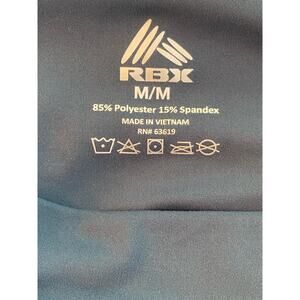 RBX
M/M
85% Polyester 15% Spandex
MADE IN VIETNAM
RN# 63619